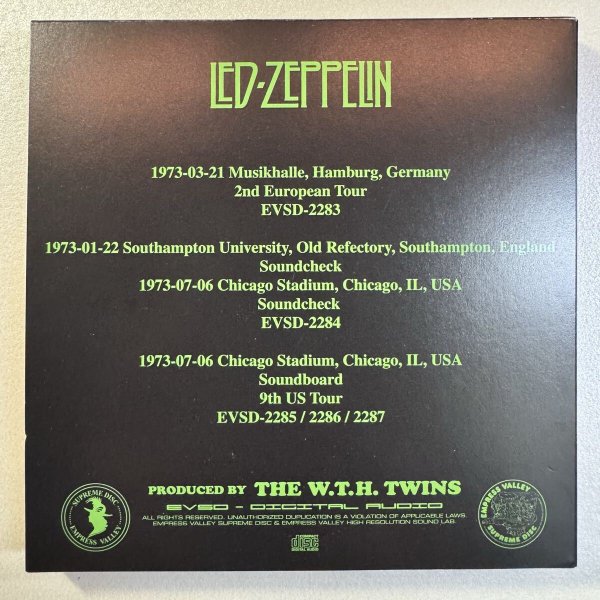 LED-ZEPPELIN
1973-03-21 Musikhalle, Hamburg, Germany
2nd European Tour
EVSD-2283
1973-01-22 Southampton University, Old Refectory, Southampton, England
Soundcheck
1973-07-06 Chicago Stadium, Chicago, IL, USA
Soundcheck
EVSD-2284
1973-07-06 Chicago Stadium, Chicago, IL, USA
Soundboard
9th US Tour
EVSD-2285 / 2286 / 2287
PRODUCED BY THE W.T.H. TWINS
EVSD - DIGITAL AUDIO
ALL RIGHTS RESERVED. UNAUTHORIZED DUPLICATION IS A VIOLATION OF APPLICABLE LAWS.
EMPRESS VALLEY SUPREME DISC & EMPRESS VALLEY HIGH RESOLUTION SOUND LAB.
SUPREME DISC
EMPRESS VALLEY
COMPACT
disc
DIGITAL AUDIO
EMPRESS VALLEY
SUPREME DISC